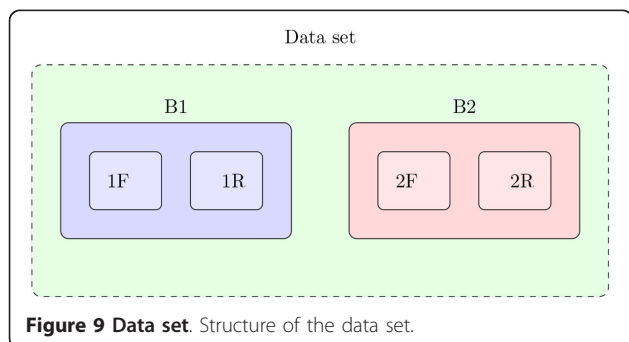 Data set
B1 B2
1F 1R 2F 2R
Figure 9 Data set. Structure of the data set.